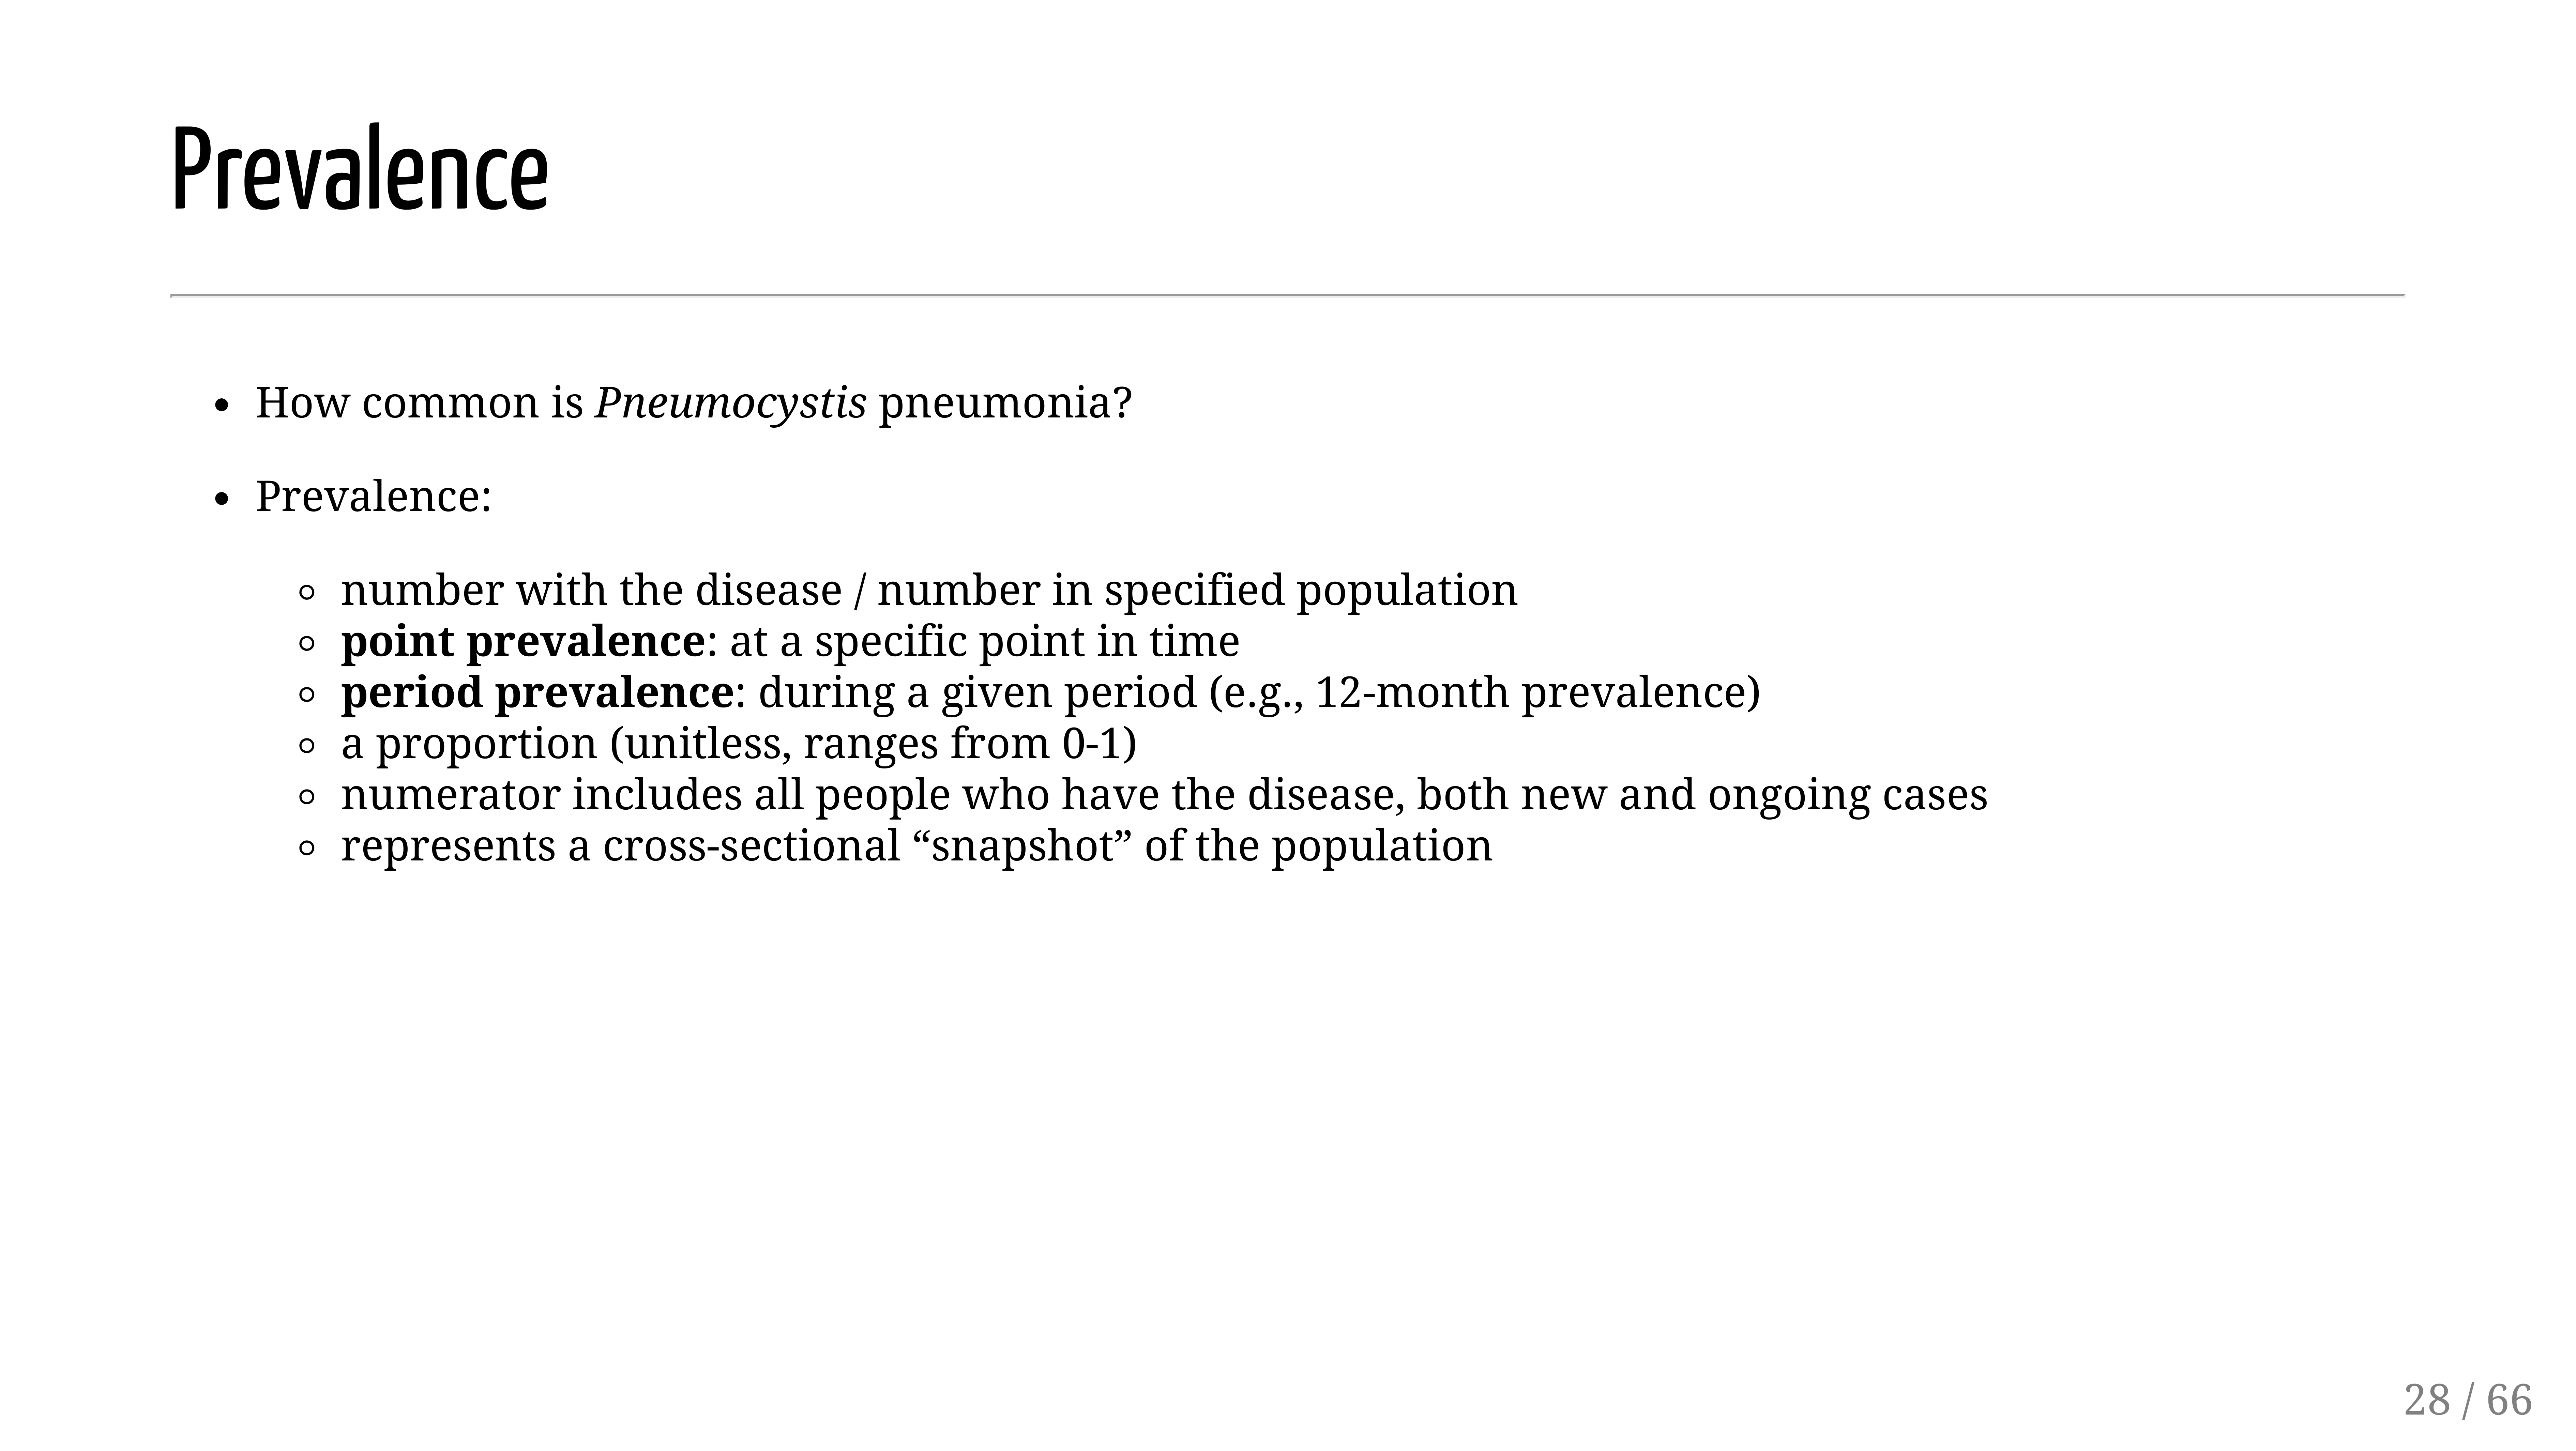 Prevalence
• How common is Pneumocystis pneumonia?
• Prevalence:
◦ number with the disease / number in specified population
◦ point prevalence: at a specific point in time
◦ period prevalence: during a given period (e.g., 12-month prevalence)
◦ a proportion (unitless, ranges from 0-1)
◦ numerator includes all people who have the disease, both new and ongoing cases
◦ represents a cross-sectional “snapshot” of the population
28 / 66